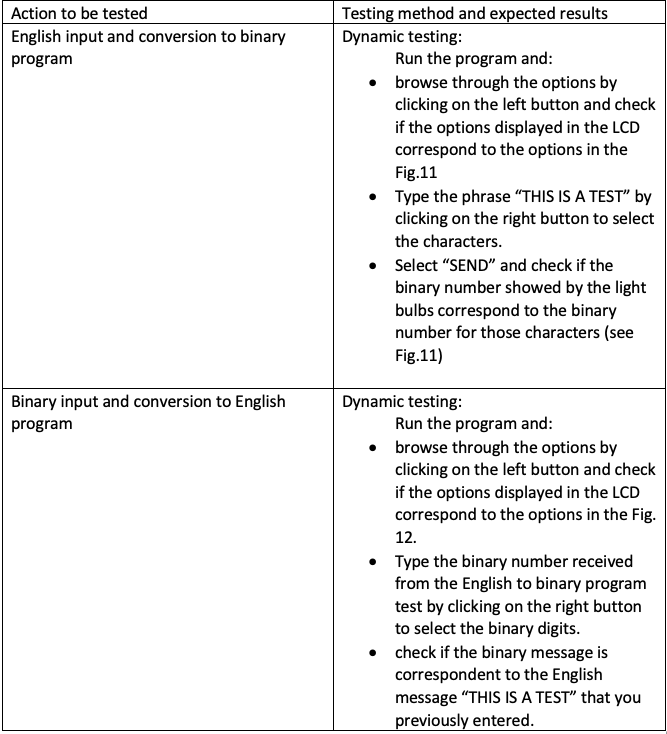 Action to be tested
Testing method and expected results
English input and conversion to binary
program
Dynamic testing:
Run the program and:
• browse through the options by
clicking on the left button and check
if the options displayed in the LCD
correspond to the options in the
Fig.11
• Type the phrase “THIS IS A TEST” by
clicking on the right button to select
the characters.
• Select “SEND” and check if the
binary number showed by the light
bulbs correspond to the binary
number for those characters (see
Fig.11)
Binary input and conversion to English
program
Dynamic testing:
Run the program and:
• browse through the options by
clicking on the left button and check
if the options displayed in the LCD
correspond to the options in the Fig.
12.
• Type the binary number received
from the English to binary program
test by clicking on the right button
to select the binary digits.
• check if the binary message is
correspondent to the English
message “THIS IS A TEST” that you
previously entered.